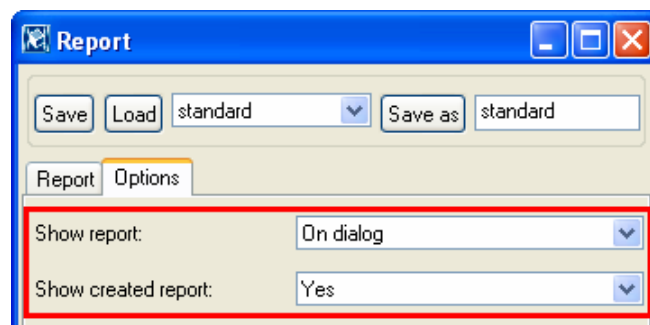 Report
Save Load standard Save as standard
Report Options
Show report: On dialog
Show created report: Yes